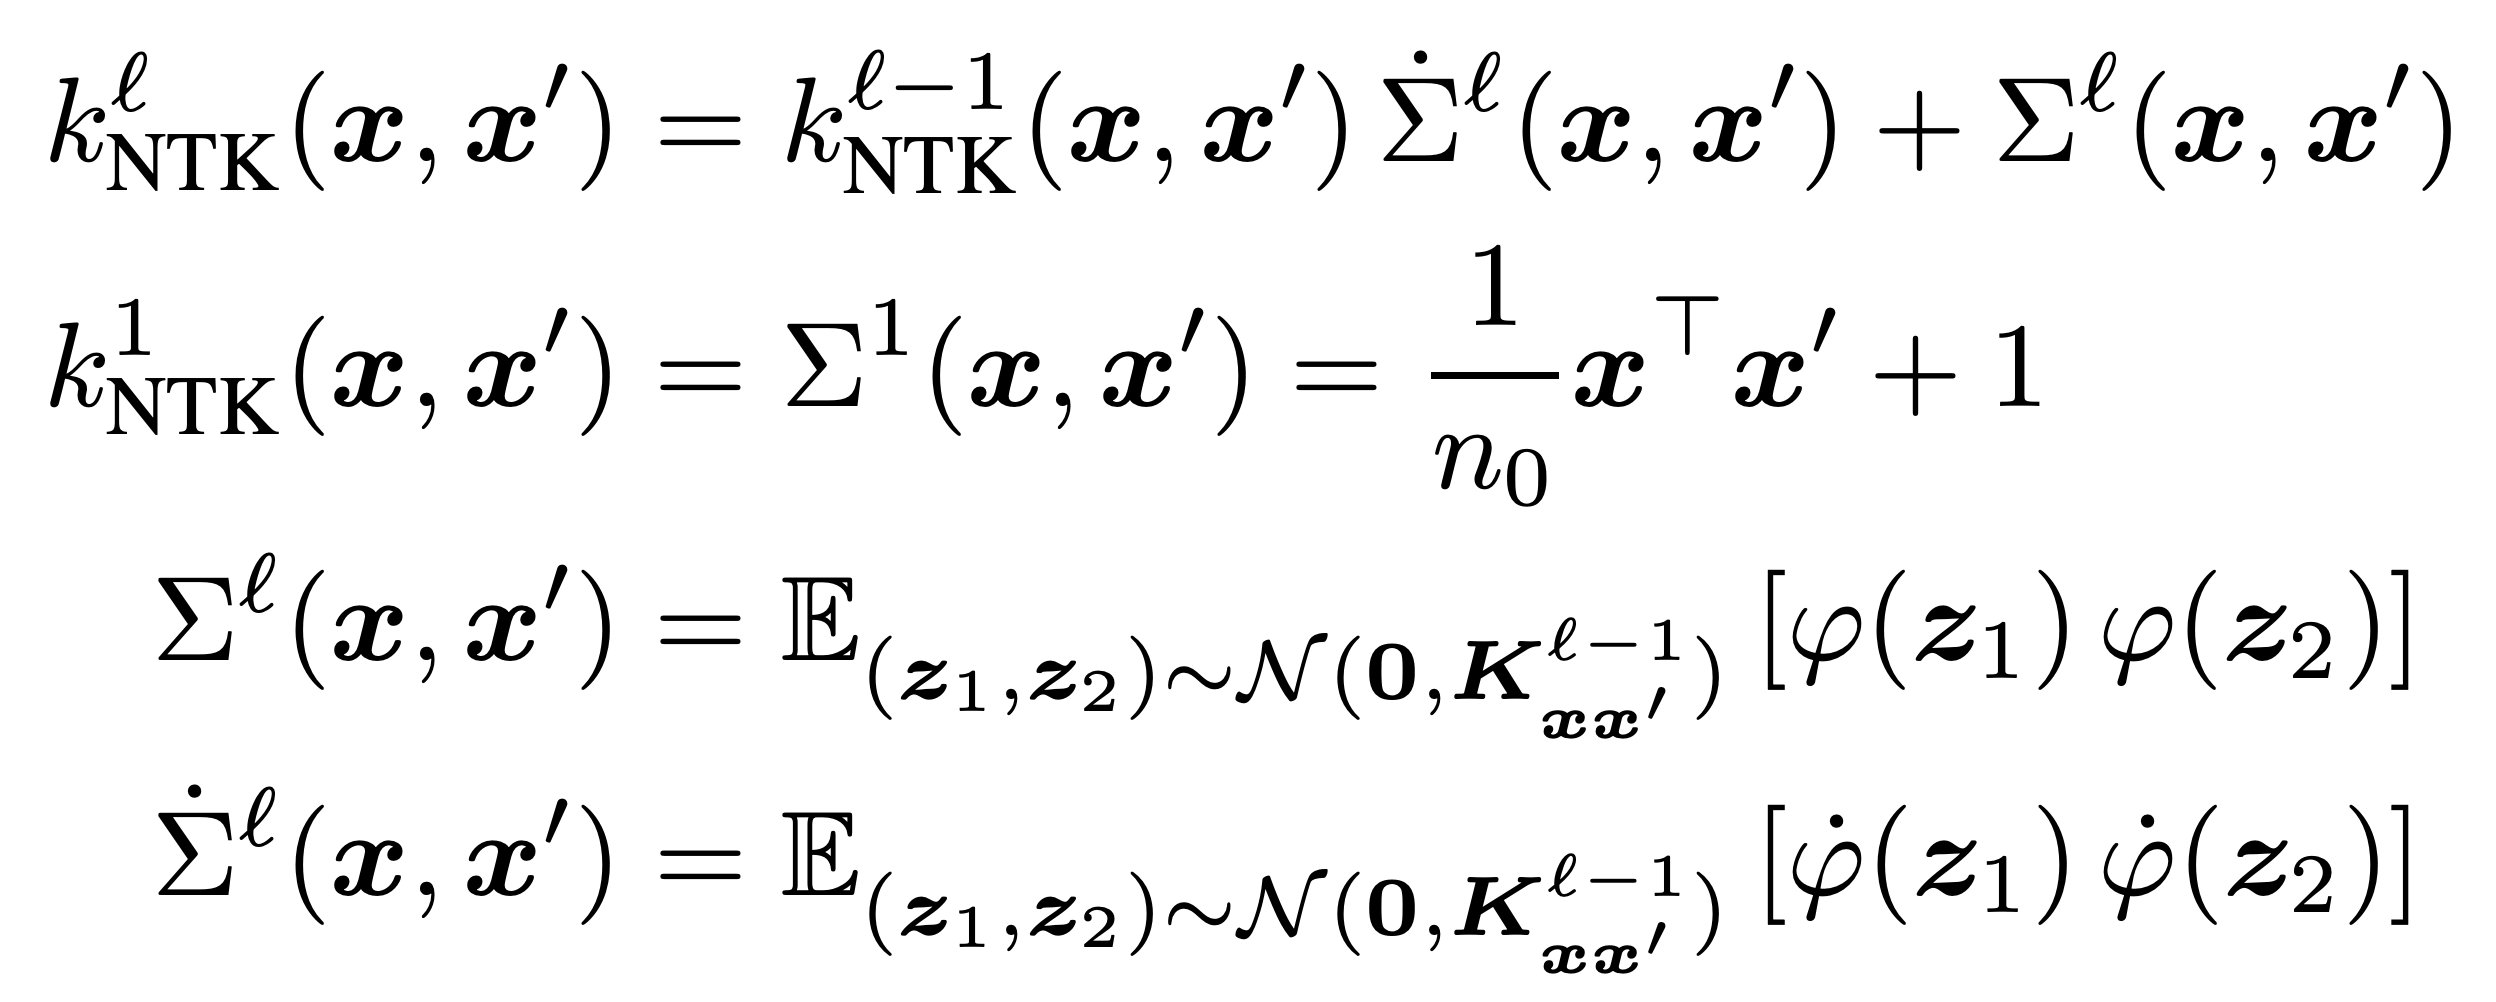 k^ℓ_NTK(𝒙, 𝒙′) = k^{ℓ−1}_NTK(𝒙, 𝒙′) Σ̇^ℓ(𝒙, 𝒙′) + Σ^ℓ(𝒙, 𝒙′)
k^1_NTK(𝒙, 𝒙′) = Σ^1(𝒙, 𝒙′) = \frac{1}{n_0} 𝒙^⊤ 𝒙′ + 1
Σ^ℓ(𝒙, 𝒙′) = 𝔼_{(𝒛_1,𝒛_2)∼𝒩(𝟎,𝑲^{ℓ−1}_{𝒙𝒙′})} [φ(𝒛_1)φ(𝒛_2)]
Σ̇^ℓ(𝒙, 𝒙′) = 𝔼_{(𝒛_1,𝒛_2)∼𝒩(𝟎,𝑲^{ℓ−1}_{𝒙𝒙′})} [φ̇(𝒛_1)φ̇(𝒛_2)]